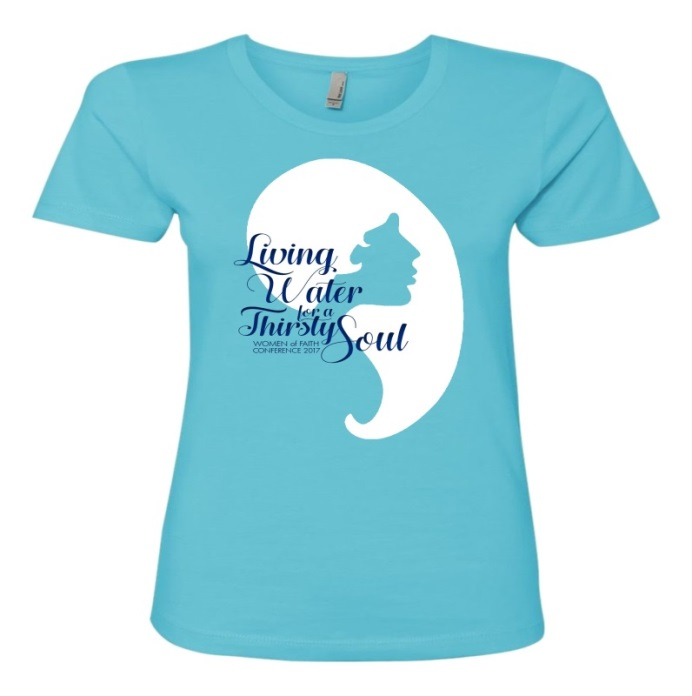 Living
Water
for a
Thirsty
Soul
WOMEN of FAITH
CONFERENCE 2017